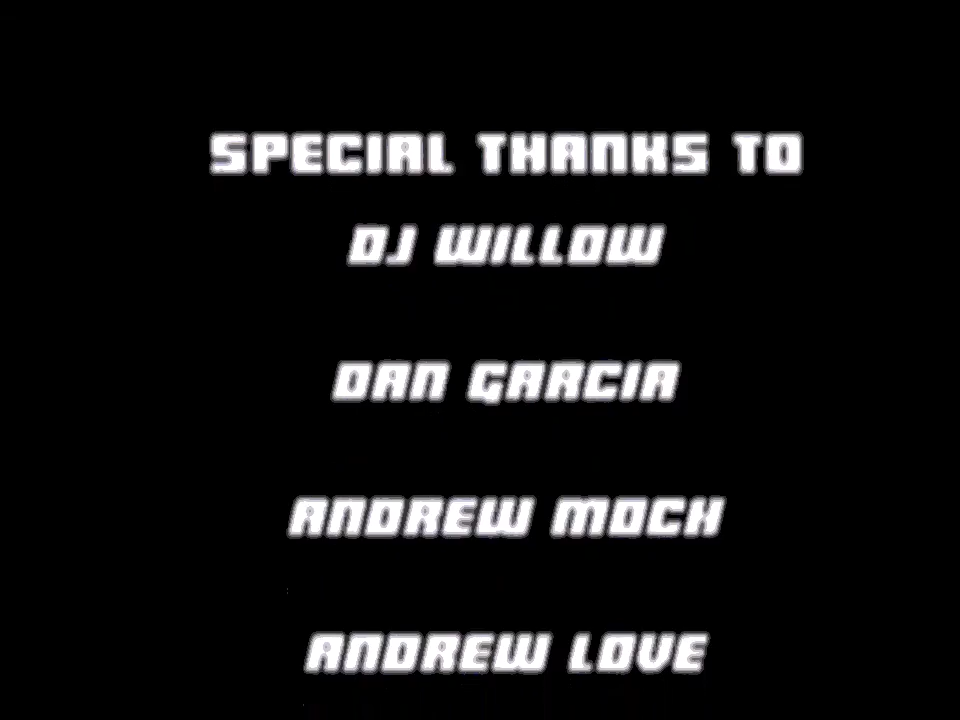 SPECIAL THANKS TO
DJ WILLOW
DAN GARCIA
ANDREW MOCH
ANDREW LOVE